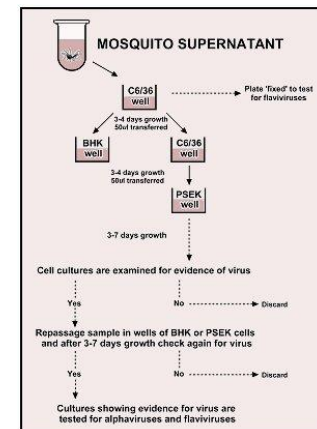 MOSQUITO SUPERNATANT
C6/36
well
Plate 'fixed' to test
for flaviviruses
3-4 days growth
50ul transferred
BHK
well
C6/36
well
3-4 days growth
50ul transferred
PSEK
well
3-7 days growth
Cell cultures are examined for evidence of virus
Yes
No
Discard
Repassage sample in wells of BHK or PSEK cells
and after 3-7 days growth check again for virus
Yes
No
Discard
Cultures showing evidence for virus are
tested for alphaviruses and flaviviruses